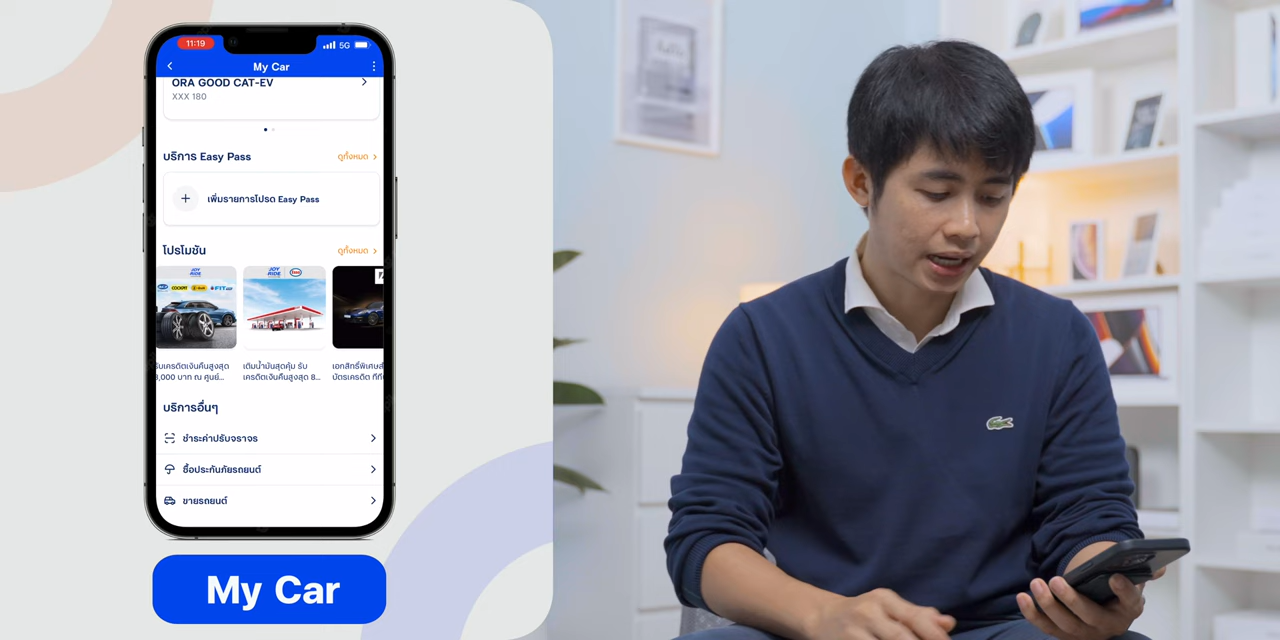 11:19
5G
My Car
ORA GOOD CAT-EV
XXX 180
บริการ Easy Pass
ดูทั้งหมด
เพิ่มรายการโปรด Easy Pass
โปรโมชัน
ดูทั้งหมด
JOY RIDE
COCKPIT
FIT
JOY RIDE
Esso
รับเครดิตเงินคืนสูงสุด
,000 บาท ณ ศูนย์...
เติมน้ำมันสุดคุ้ม รับ
เครดิตเงินคืนสูงสุด 8...
เอกสิทธิ์พิเศษ
บัตรเครดิต ทีที
บริการอื่นๆ
ชำระค่าปรับจราจร
ซื้อประกันภัยรถยนต์
ขายรถยนต์
My Car